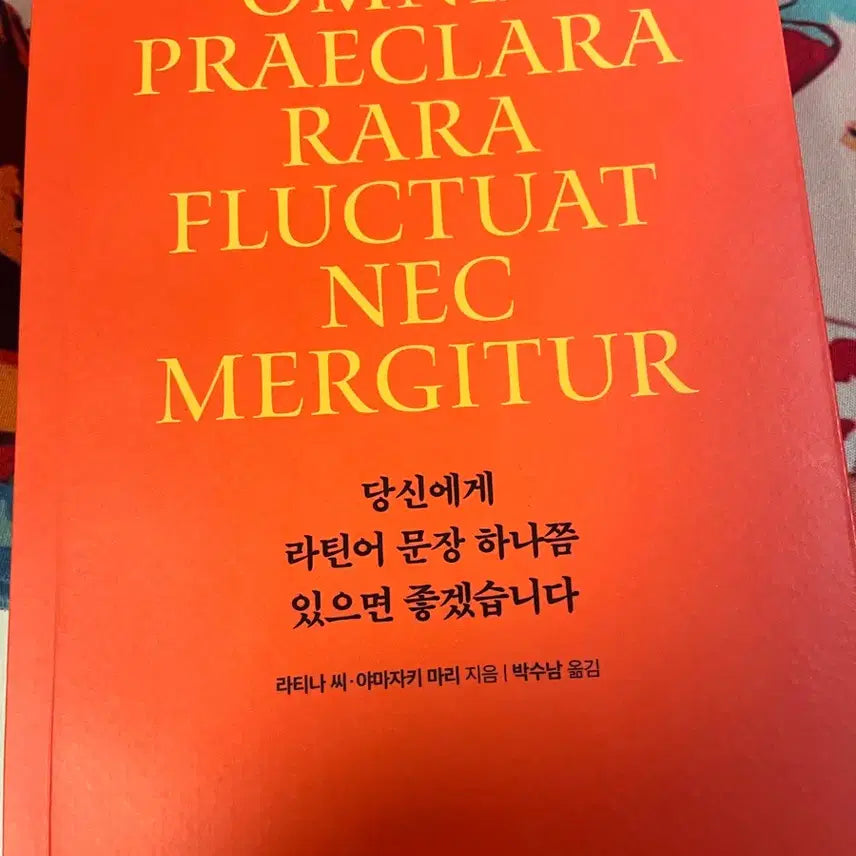 PRAECLARA
RARA
FLUCTUAT
NEC
MERGITUR
당신에게
라틴어 문장 하나쯤
있으면 좋겠습니다
라티나 씨·야마자키 마리 지음 | 박수남 옮김